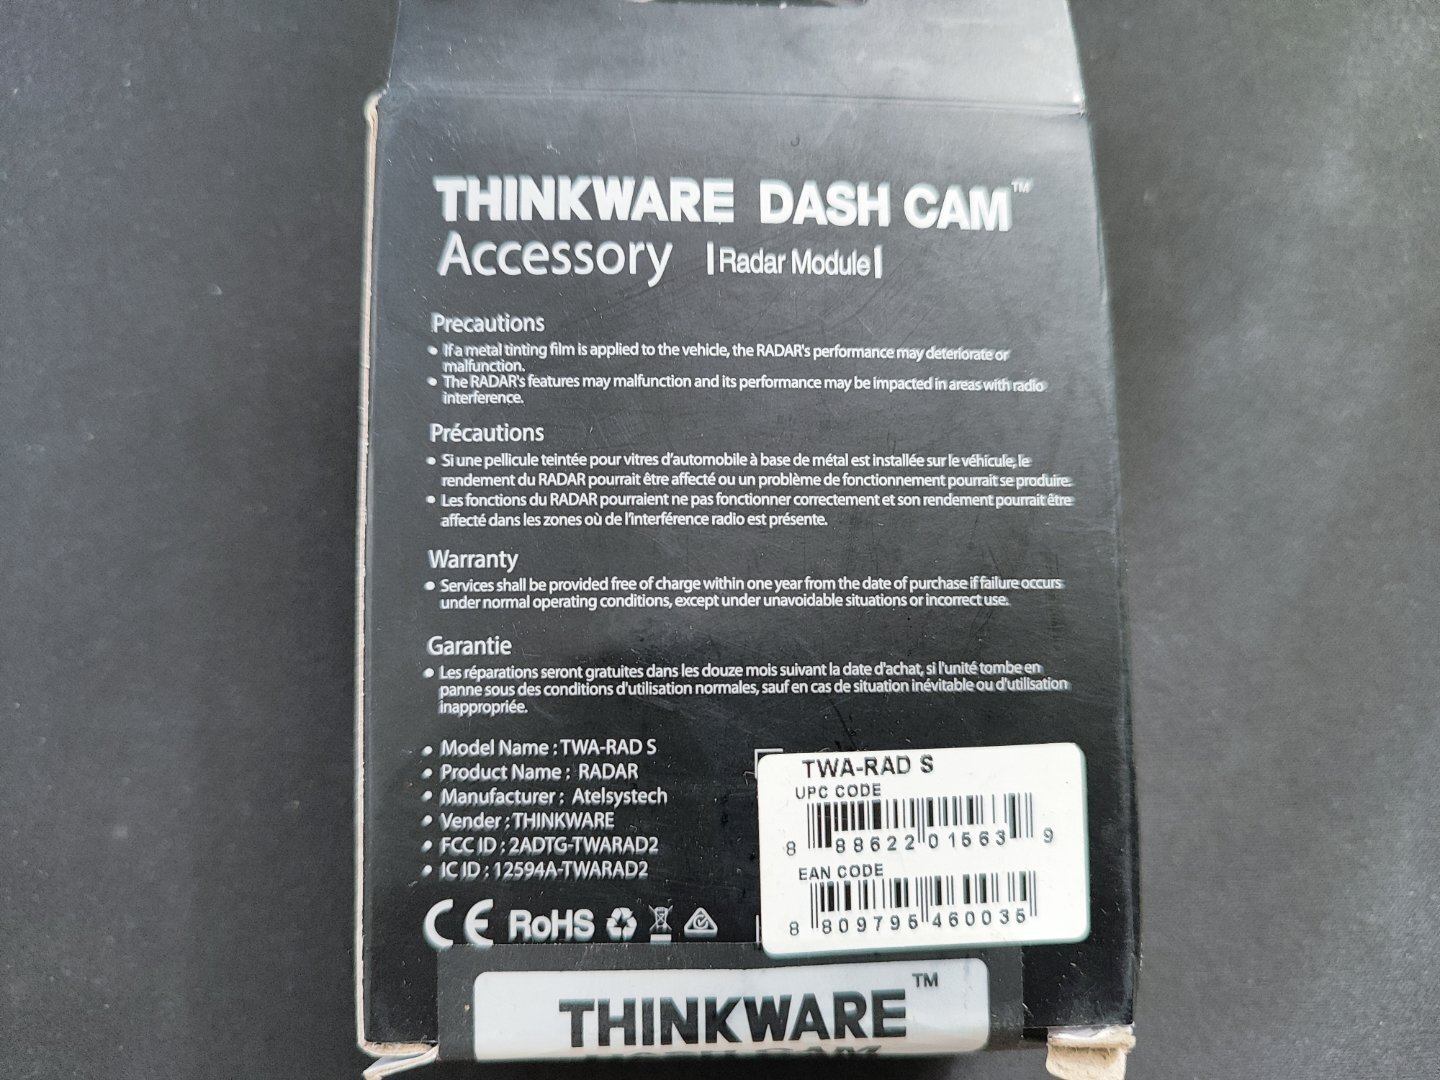 THINKWARE DASH CAM™
Accessory |Radar Module|
Precautions
• If a metal tinting film is applied to the vehicle, the RADAR's performance may deteriorate or
malfunction.
• The RADAR's features may malfunction and its performance may be impacted in areas with radio
interference.
Précautions
• Si une pellicule teintée pour vitres d'automobile à base de métal est installée sur le véhicule, le
rendement du RADAR pourrait être affecté ou un problème de fonctionnement pourrait se produire.
• Les fonctions du RADAR pourraient ne pas fonctionner correctement et son rendement pourrait être
affecté dans les zones où de l'interférence radio est présente.
Warranty
• Services shall be provided free of charge within one year from the date of purchase if failure occurs
under normal operating conditions, except under unavoidable situations or incorrect use.
Garantie
• Les réparations seront gratuites dans les douze mois suivant la date d'achat, si l'unité tombe en
panne sous des conditions d'utilisation normales, sauf en cas de situation inévitable ou d'utilisation
inappropriée.
• Model Name : TWA-RAD S
• Product Name : RADAR
• Manufacturer : Atelsystech
• Vender : THINKWARE
• FCC ID : 2ADTG-TWARAD2
• IC ID : 12594A-TWARAD2
CE RoHS
TWA-RAD S
UPC CODE
8 88622 01563 9
EAN CODE
8 809795 460035
THINKWARE™
DASH CAM